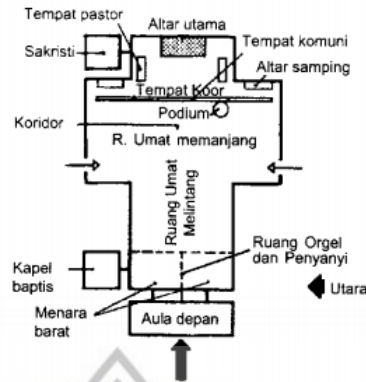 Tempat pastor
Altar utama
Sakristi
Tempat komuni
Altar samping
Tempat Koor
Podium
Koridor
R. Umat memanjang
Ruang Umat
Melintang
Ruang Orgel
dan Penyanyi
Kapel
baptis
Utara
Menara
barat
Aula depan